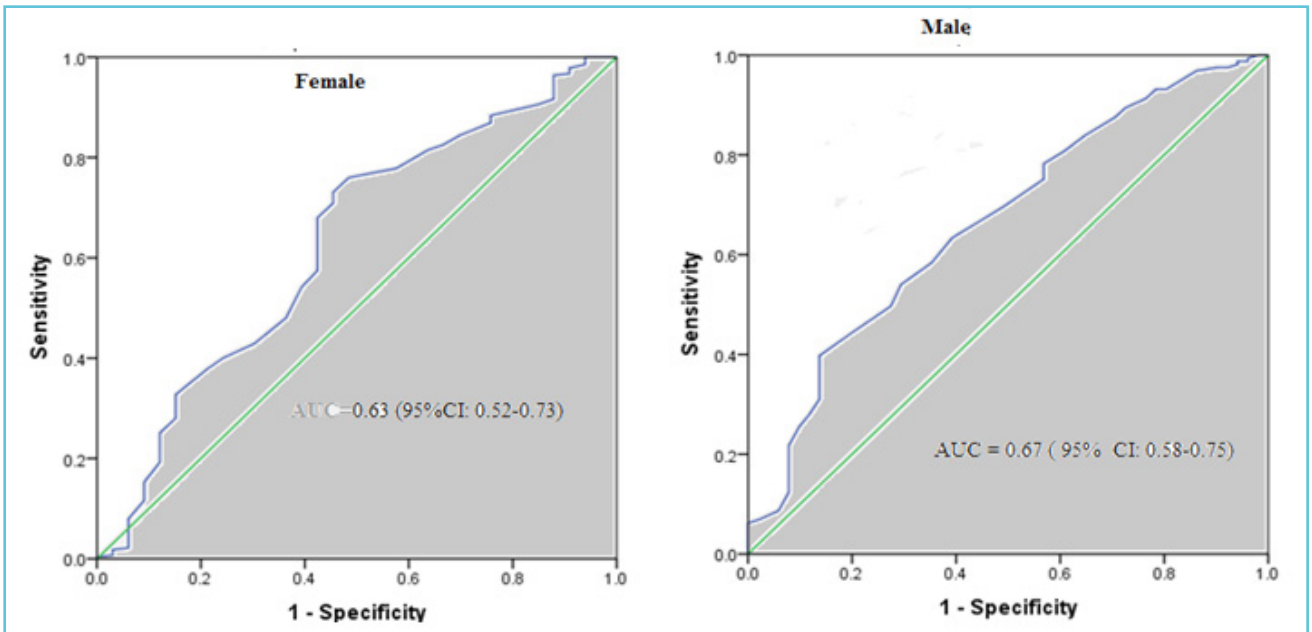 Female
1.0
0.8
0.6
0.4
0.2
0.0
Sensitivity
AUC=0.63 (95%CI: 0.52-0.73)
0.0 0.2 0.4 0.6 0.8 1.0
1 - Specificity
Male
1.0
0.8
0.6
0.4
0.2
0.0
Sensitivity
AUC = 0.67 ( 95% CI: 0.58-0.75)
0.0 0.2 0.4 0.6 0.8 1.0
1 - Specificity